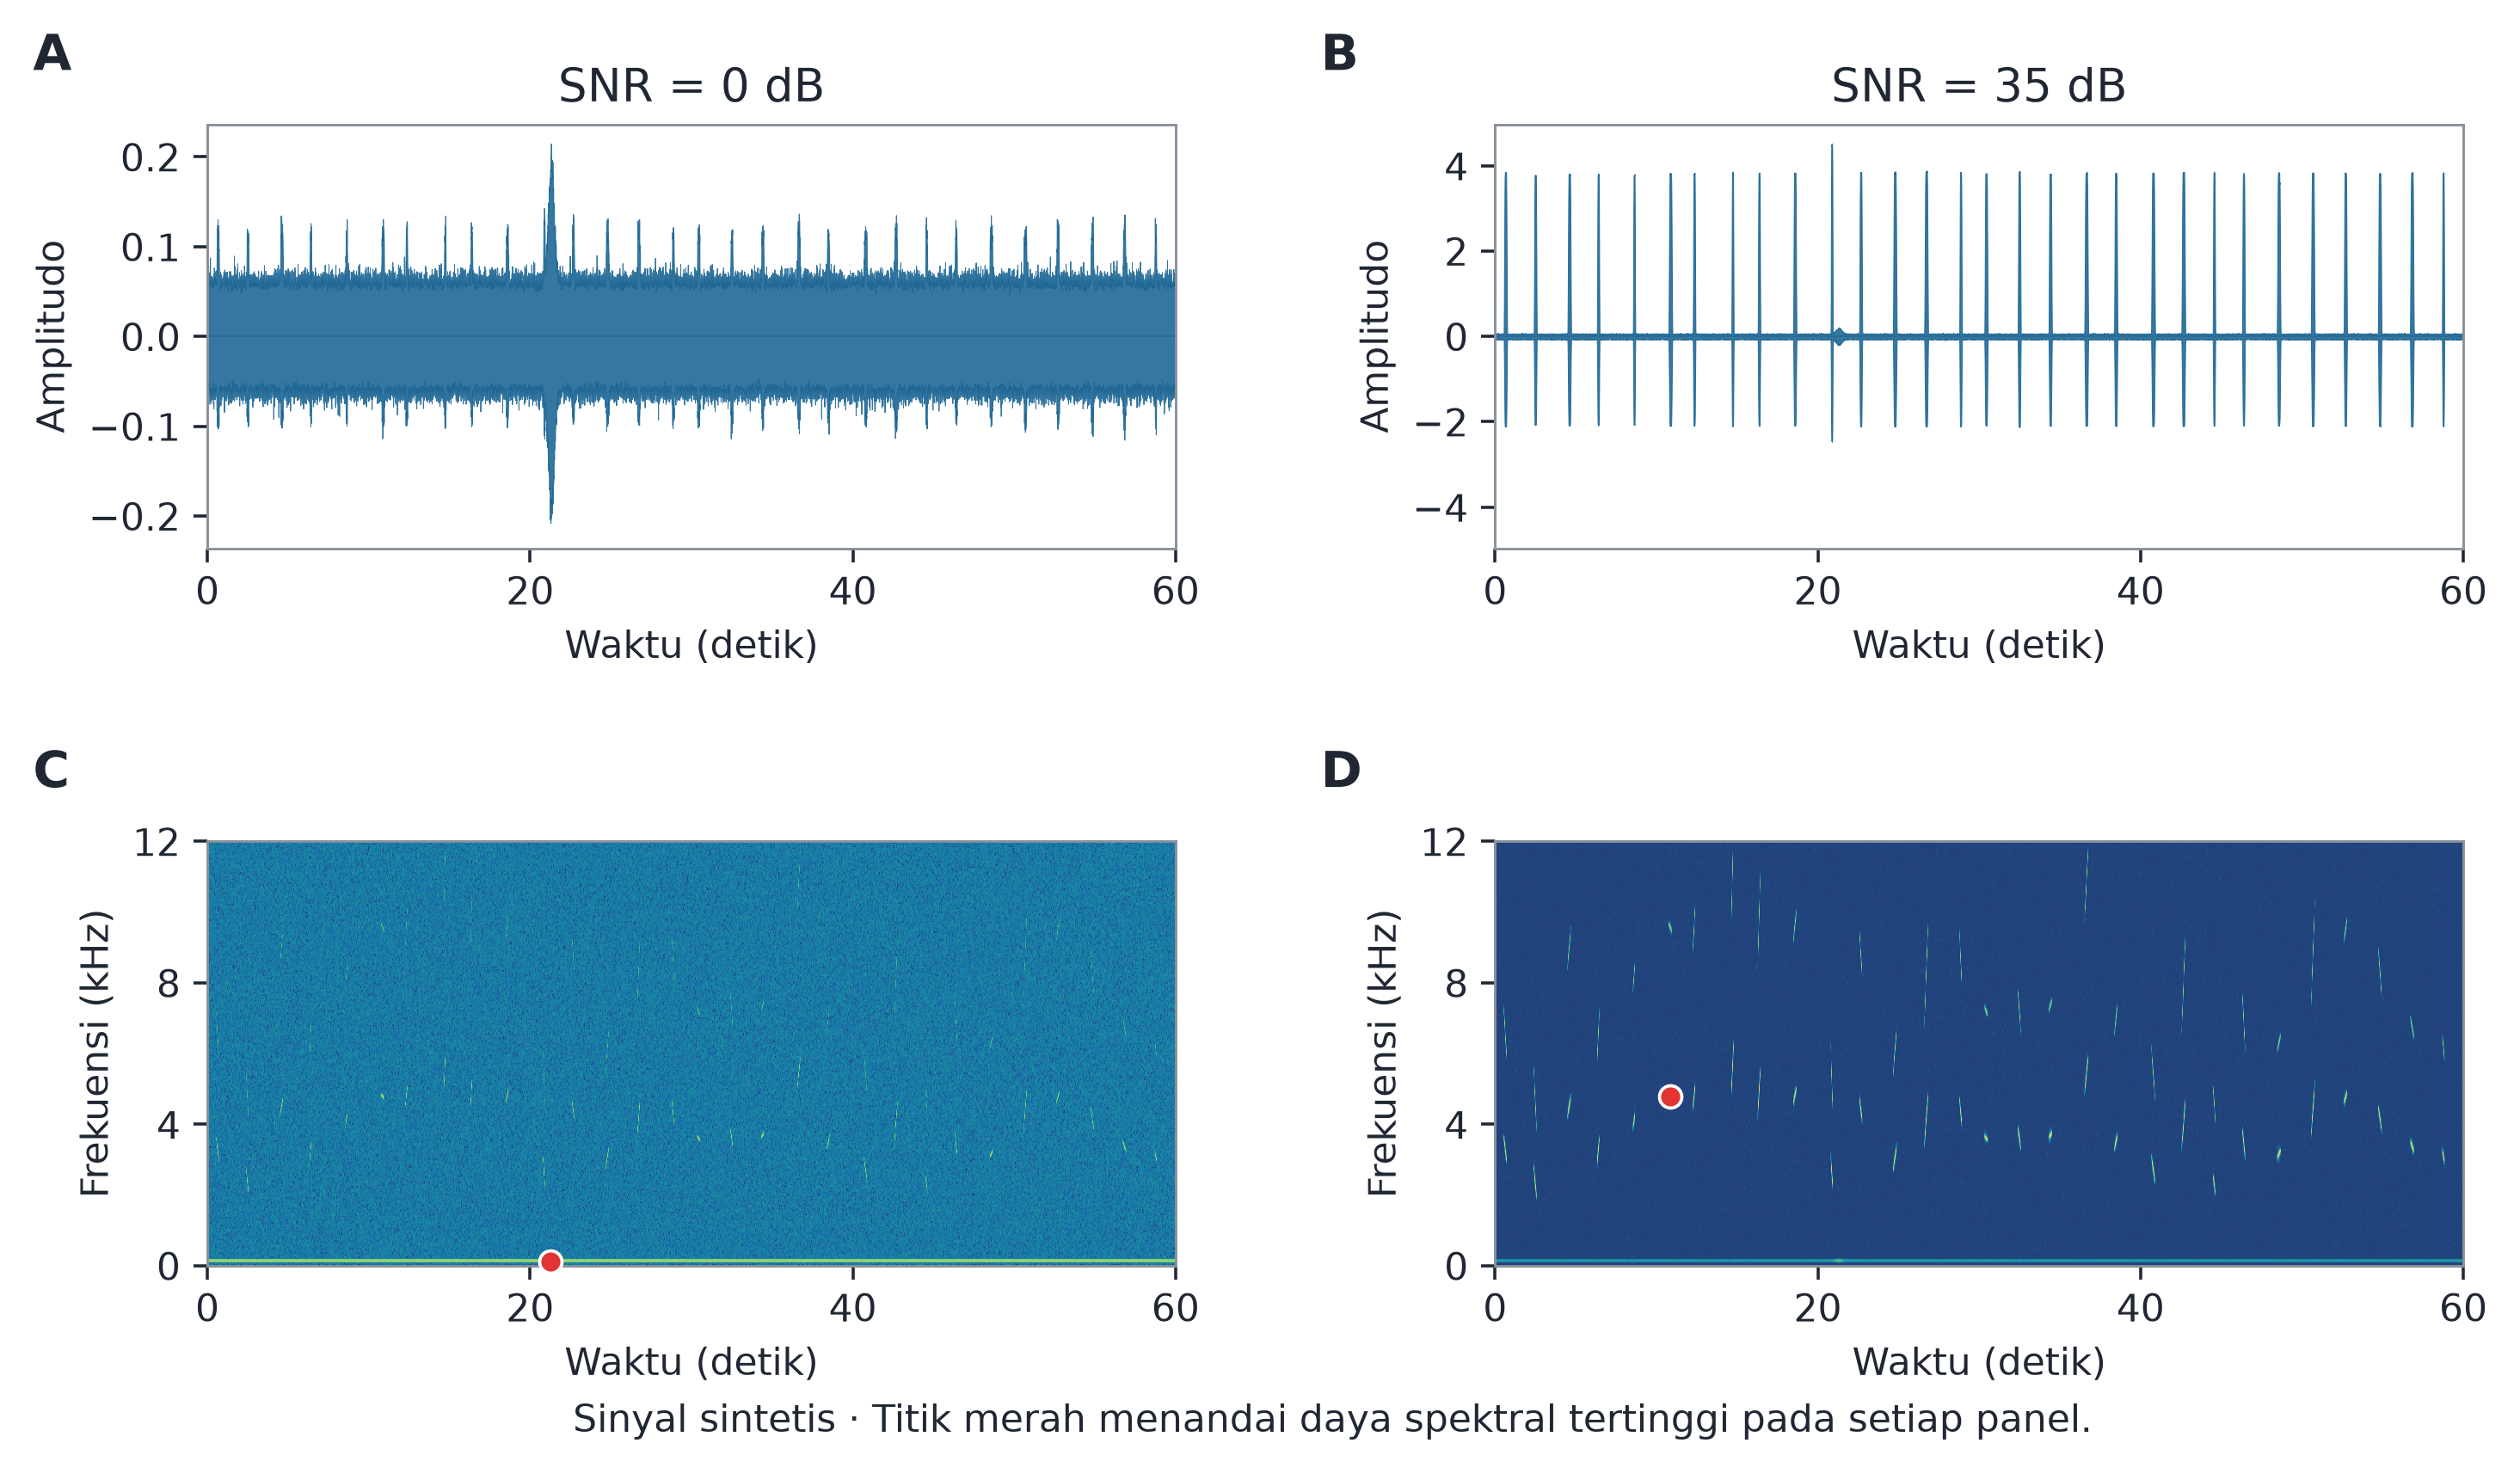 A
SNR = 0 dB
0.2
0.1
0.0
−0.1
−0.2
Amplitudo
0 20 40 60
Waktu (detik)
B
SNR = 35 dB
4
2
0
−2
−4
Amplitudo
0 20 40 60
Waktu (detik)
C
12
8
4
0
Frekuensi (kHz)
0 20 40 60
Waktu (detik)
D
12
8
4
0
Frekuensi (kHz)
0 20 40 60
Waktu (detik)
Sinyal sintetis · Titik merah menandai daya spektral tertinggi pada setiap panel.